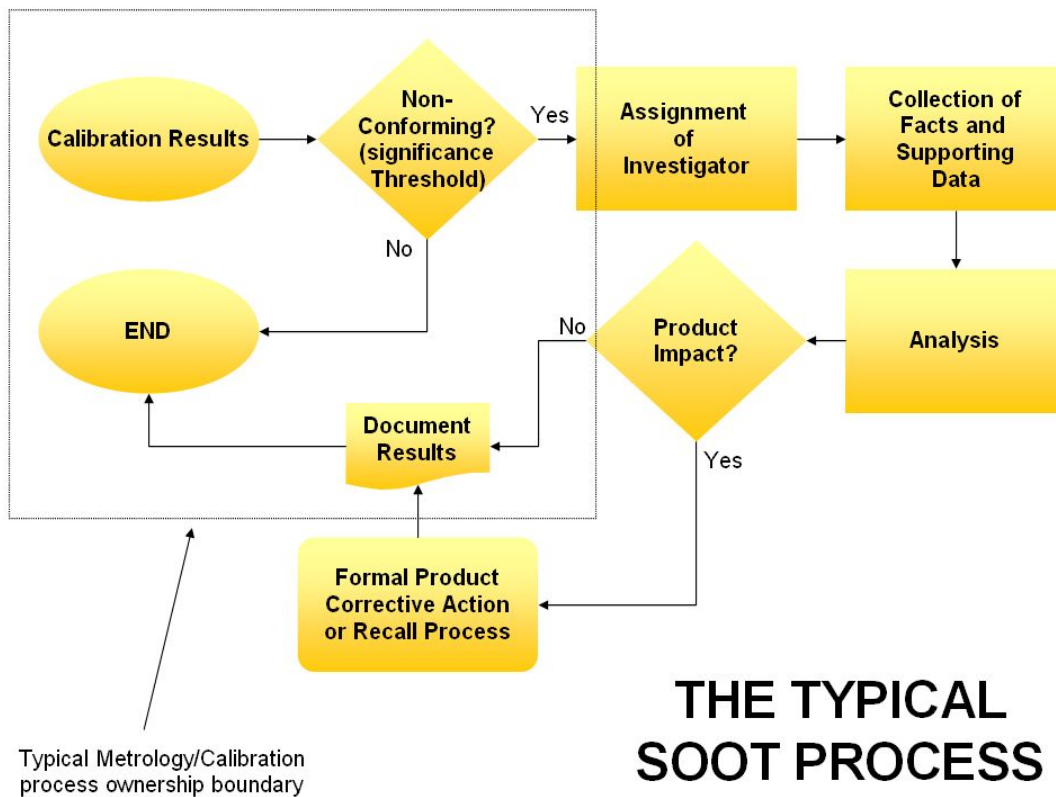 Calibration Results
Non-
Conforming?
(significance
Threshold)
Yes
Assignment
of
Investigator
Collection of
Facts and
Supporting
Data
No
END
No
Product
Impact?
Analysis
Document
Results
Yes
Formal Product
Corrective Action
or Recall Process
THE TYPICAL
SOOT PROCESS
Typical Metrology/Calibration
process ownership boundary